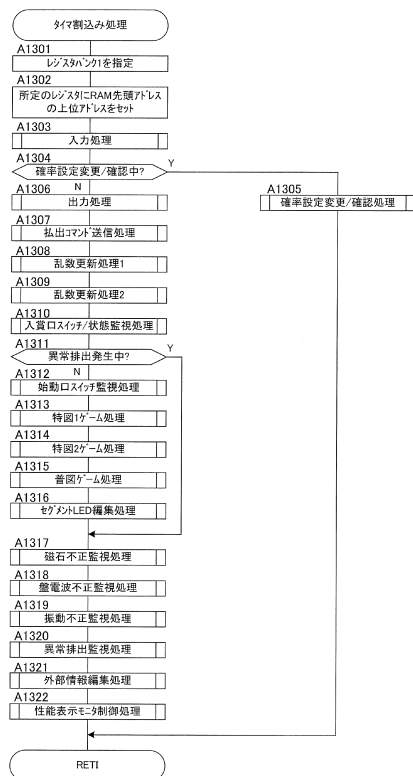 タイマ割込み処理
A1301
レジスタバンク1を指定
A1302
所定のレジスタにRAM先頭アドレス
の上位アドレスをセット
A1303
入力処理
A1304
確率設定変更/確認中?
Y
N
A1305
確率設定変更/確認処理
A1306
出力処理
A1307
払出コマンド送信処理
A1308
乱数更新処理1
A1309
乱数更新処理2
A1310
入賞口スイッチ/状態監視処理
A1311
異常排出発生中?
Y
N
A1312
始動口スイッチ監視処理
A1313
特図1ゲーム処理
A1314
特図2ゲーム処理
A1315
普図ゲーム処理
A1316
セグメントLED編集処理
A1317
磁石不正監視処理
A1318
盤電波不正監視処理
A1319
振動不正監視処理
A1320
異常排出監視処理
A1321
外部情報編集処理
A1322
性能表示モニタ制御処理
RETI